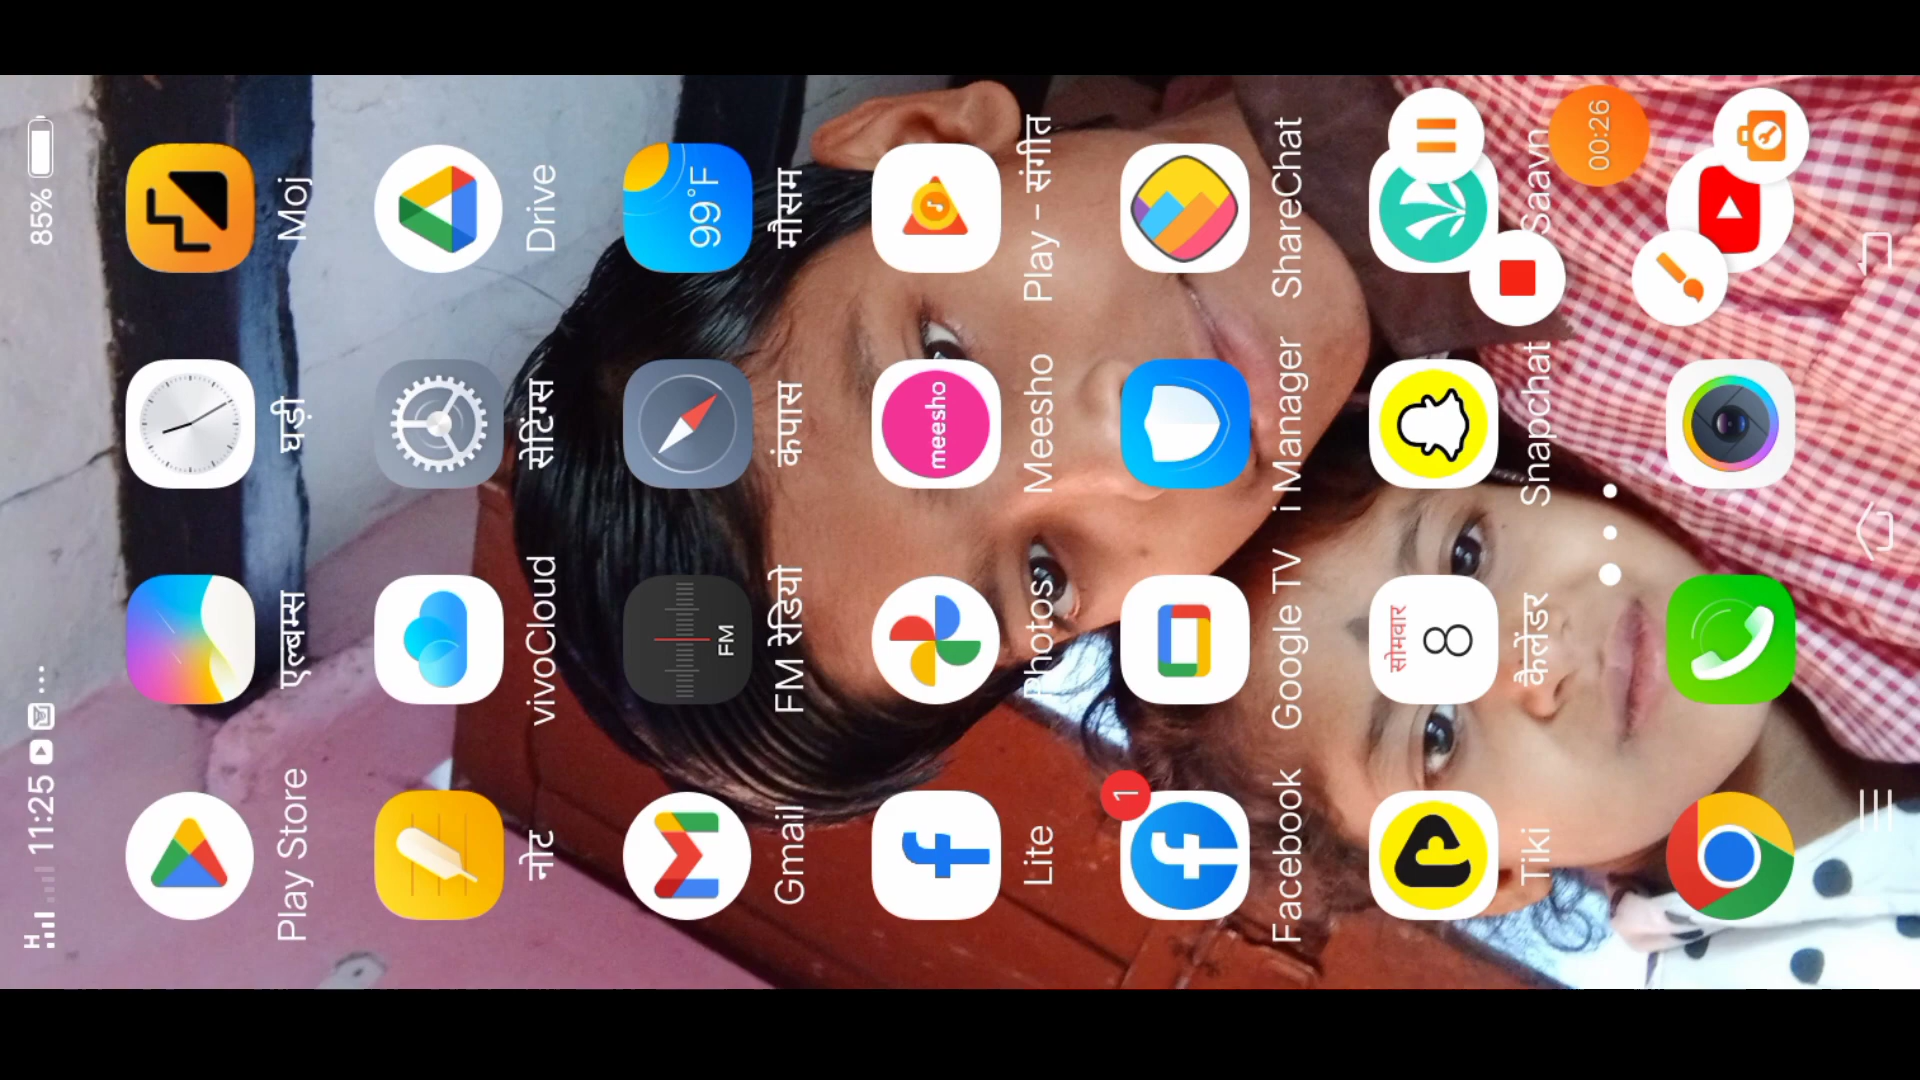 H 11:25 ... 85%
Play Store एल्बम्स घड़ी Moj
नोट vivoCloud सेटिंग्स Drive
FM 99°F
Gmail FM रेडियो कंपास मौसम
meesho
Lite Photos Meesho Play - संगीत
1
Facebook Google TV i Manager ShareChat
सोमवार
8
Tiki कैलेंडर Snapchat Saavn
00:26